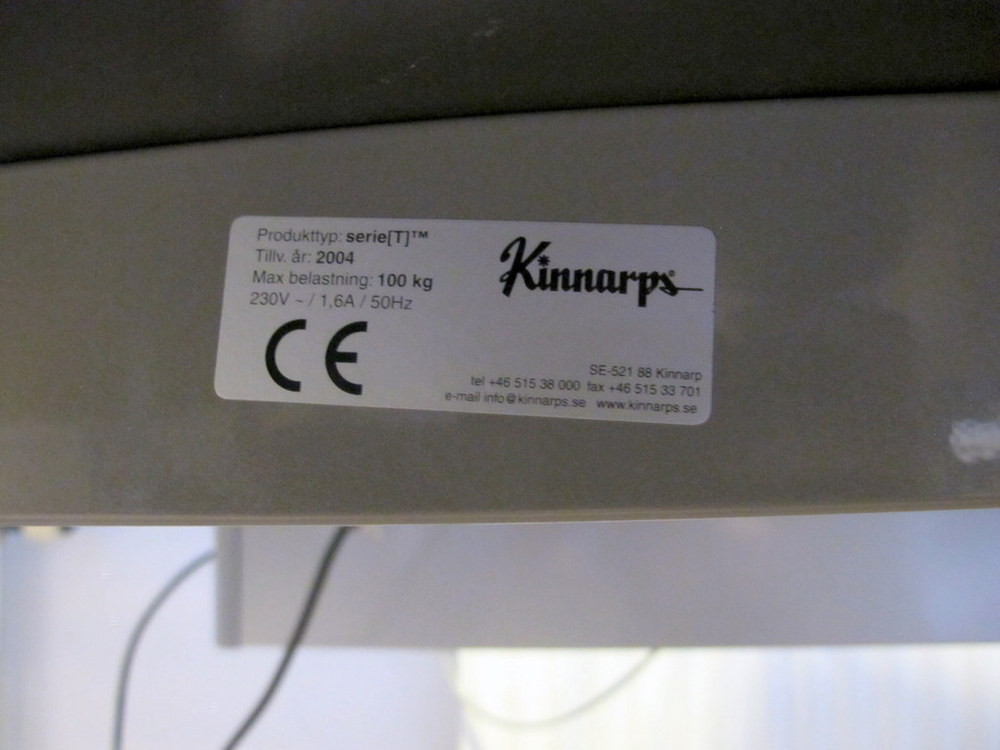 Produkttyp: serie[T]™
Tillv. år: 2004
Max belastning: 100 kg
230V ~ / 1,6A / 50Hz
CE
Kinnarps®
SE-521 88 Kinnarp
tel +46 515 38 000 fax +46 515 33 701
e-mail info@kinnarps.se www.kinnarps.se